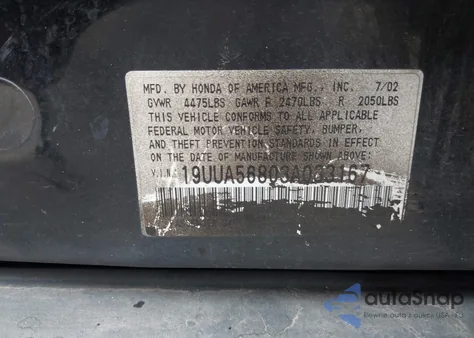 MFD. BY HONDA OF AMERICA MFG., INC. 7/02
GVWR 4475LBS GAWR F 2470LBS R 2050LBS
THIS VEHICLE CONFORMS TO ALL APPLICABLE
FEDERAL MOTOR VEHICLE SAFETY, BUMPER,
AND THEFT PREVENTION STANDARDS IN
EFFECT ON THE DATE OF MANUFACTURE SHOWN ABOVE.
V.I.N.: 19UUA56803A033167
autoSnap